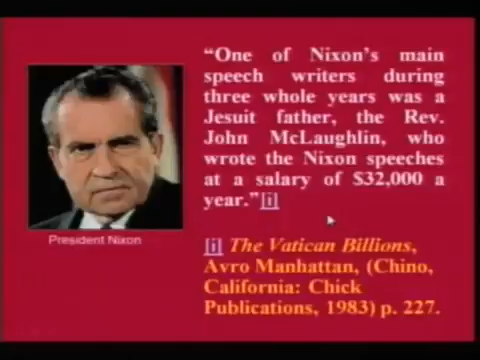 “One of Nixon’s main
speech writers during
three whole years was a
Jesuit father, the Rev.
John McLaughlin, who
wrote the Nixon speeches
at a salary of $32,000 a
year.”[i]
President Nixon
[i] The Vatican Billions,
Avro Manhattan, (Chino,
California: Chick
Publications, 1983) p. 227.